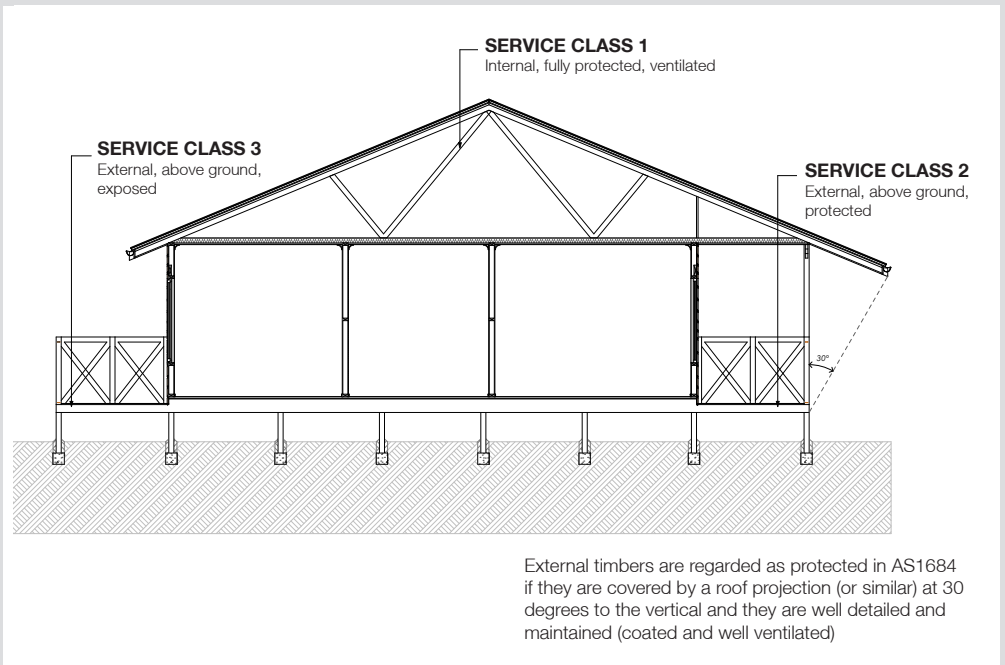 SERVICE CLASS 1
Internal, fully protected, ventilated
SERVICE CLASS 3
External, above ground,
exposed
SERVICE CLASS 2
External, above ground,
protected
30º
External timbers are regarded as protected in AS1684
if they are covered by a roof projection (or similar) at 30
degrees to the vertical and they are well detailed and
maintained (coated and well ventilated)